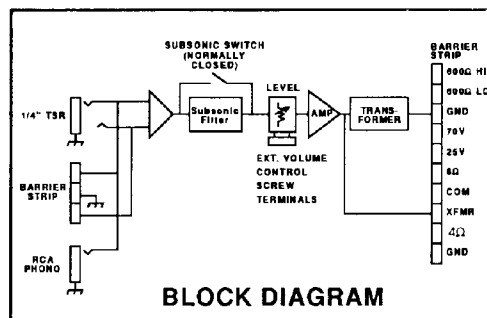 SUBSONIC SWITCH
(NORMALLY
CLOSED)
BARRIER
STRIP
LEVEL
600Ω HI
600Ω LO
1/4" TSR
Subsonic
Filter
AMP
TRANS-
FORMER
GND
70V
25V
EXT. VOLUME
CONTROL
SCREW
TERMINALS
8Ω
BARRIER
STRIP
COM
XFMR
4Ω
RCA
PHONO
GND
BLOCK DIAGRAM